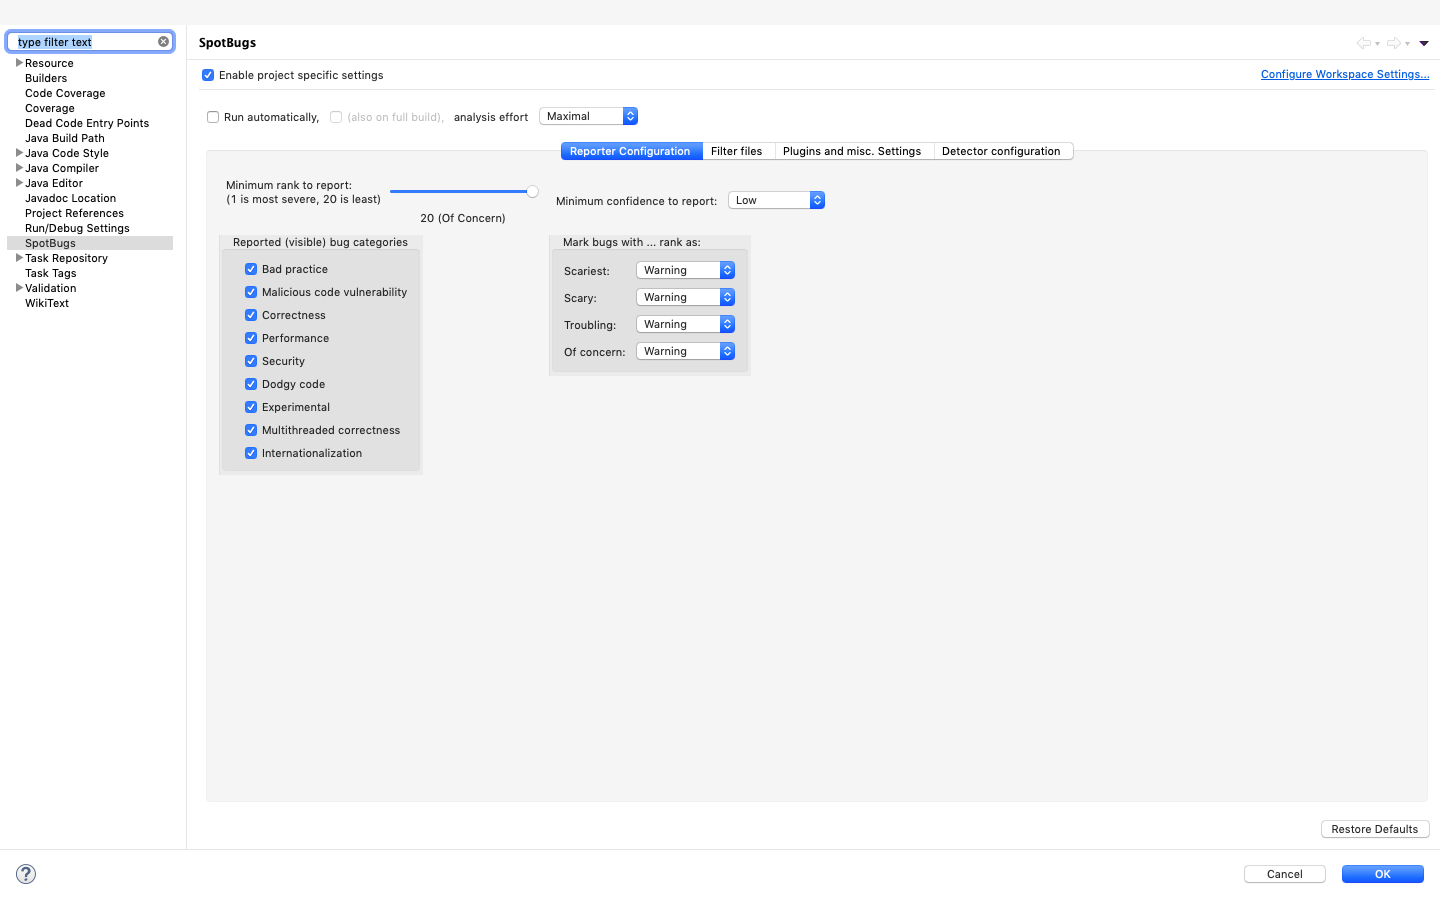 type filter text
Resource
Builders
Code Coverage
Coverage
Dead Code Entry Points
Java Build Path
Java Code Style
Java Compiler
Java Editor
Javadoc Location
Project References
Run/Debug Settings
SpotBugs
Task Repository
Task Tags
Validation
WikiText
SpotBugs
Enable project specific settings
Configure Workspace Settings...
Run automatically, (also on full build), analysis effort Maximal
Reporter Configuration Filter files Plugins and misc. Settings Detector configuration
Minimum rank to report:
(1 is most severe, 20 is least)
20 (Of Concern)
Minimum confidence to report: Low
Reported (visible) bug categories
Bad practice
Malicious code vulnerability
Correctness
Performance
Security
Dodgy code
Experimental
Multithreaded correctness
Internationalization
Mark bugs with ... rank as:
Scariest: Warning
Scary: Warning
Troubling: Warning
Of concern: Warning
Restore Defaults
?
Cancel OK